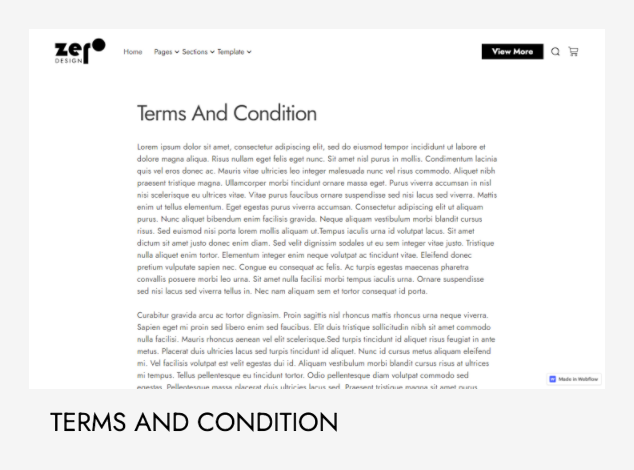 zero
DESIGN
Home Pages Sections Template View More
Terms And Condition
Lorem ipsum dolor sit amet, consectetur adipiscing elit, sed do eiusmod tempor incididunt ut labore et
dolore magna aliqua. Risus nullam eget felis eget nunc. Sit amet nisl purus in mollis. Condimentum lacinia
quis vel eros donec ac. Mauris vitae ultricies leo integer malesuada nunc vel risus commodo. Aliquet nibh
praesent tristique magna. Ullamcorper morbi tincidunt ornare massa eget. Purus viverra accumsan in nisl
nisi scelerisque eu ultrices vitae. Vitae purus faucibus ornare suspendisse sed nisi lacus sed viverra. Mattis
enim ut tellus elementum. Eget egestas purus viverra accumsan. Consectetur adipiscing elit ut aliquam
purus. Nunc aliquet bibendum enim facilisis gravida. Neque aliquam vestibulum morbi blandit cursus
risus. Sed euismod nisi porta lorem mollis aliquam ut.Tempus iaculis urna id volutpat lacus. Sit amet
dictum sit amet justo donec enim diam. Sed velit dignissim sodales ut eu sem integer vitae justo. Tristique
nulla aliquet enim tortor. Elementum integer enim neque volutpat ac tincidunt vitae. Eleifend donec
pretium vulputate sapien nec. Congue eu consequat ac felis. Ac turpis egestas maecenas pharetra
convallis posuere morbi leo urna. Sit amet nulla facilisi morbi tempus iaculis urna. Ornare suspendisse
sed nisi lacus sed viverra tellus in. Nec nam aliquam sem et tortor consequat id porta.
Curabitur gravida arcu ac tortor dignissim. Proin sagittis nisl rhoncus mattis rhoncus urna neque viverra.
Sapien eget mi proin sed libero enim sed faucibus. Elit duis tristique sollicitudin nibh sit amet commodo
nulla facilisi. Mauris rhoncus aenean vel elit scelerisque.Sed turpis tincidunt id aliquet risus feugiat in ante
metus. Placerat duis ultricies lacus sed turpis tincidunt id aliquet. Nunc id cursus metus aliquam eleifend
mi. Vel facilisis volutpat est velit egestas dui id. Aliquam vestibulum morbi blandit cursus risus at ultrices
mi tempus. Tellus pellentesque eu tincidunt tortor. Odio pellentesque diam volutpat commodo sed
egestas. Pellentesque massa placerat duis ultricies lacus sed. Praesent tristique magna sit amet purus
Made in Webflow
TERMS AND CONDITION